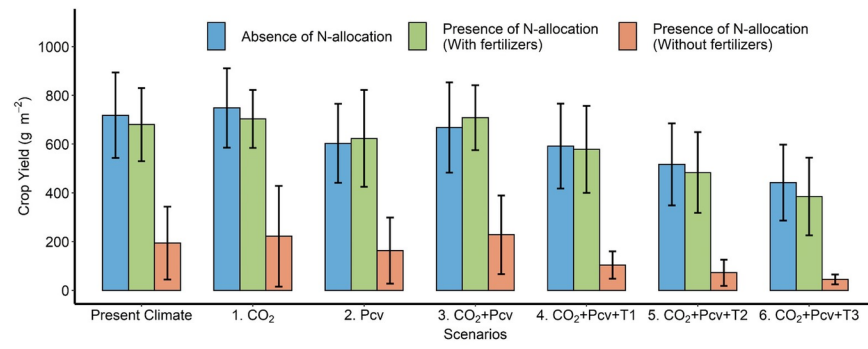 Absence of N-allocation
Presence of N-allocation
(With fertilizers)
Presence of N-allocation
(Without fertilizers)
Crop Yield (g m⁻²)
1000
800
600
400
200
0
Present Climate
1. CO₂
2. Pcv
3. CO₂+Pcv
4. CO₂+Pcv+T1
5. CO₂+Pcv+T2
6. CO₂+Pcv+T3
Scenarios